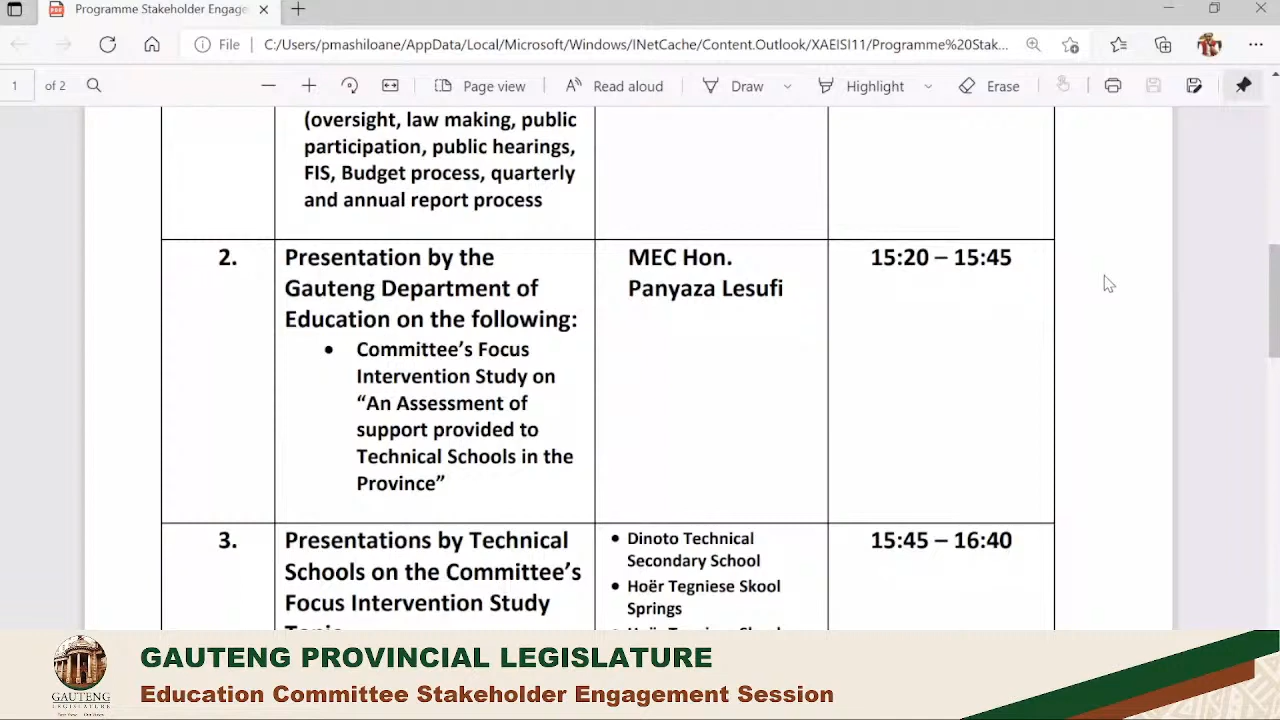 Programme Stakeholder Engage
File
C:/Users/pmashiloane/AppData/Local/Microsoft/Windows/INetCache/Content.Outlook/XAEISI11/Programme%20Stak...
1 of 2
Page view
Read aloud
Draw
Highlight
Erase
(oversight, law making, public
participation, public hearings,
FIS, Budget process, quarterly
and annual report process
2.
Presentation by the
Gauteng Department of
Education on the following:
• Committee’s Focus
Intervention Study on
“An Assessment of
support provided to
Technical Schools in the
Province”
MEC Hon.
Panyaza Lesufi
15:20 – 15:45
3.
Presentations by Technical
Schools on the Committee’s
Focus Intervention Study
• Dinoto Technical
Secondary School
• Hoër Tegniese Skool
Springs
15:45 – 16:40
GAUTENG
LEGISLATURE
GAUTENG PROVINCIAL LEGISLATURE
Education Committee Stakeholder Engagement Session